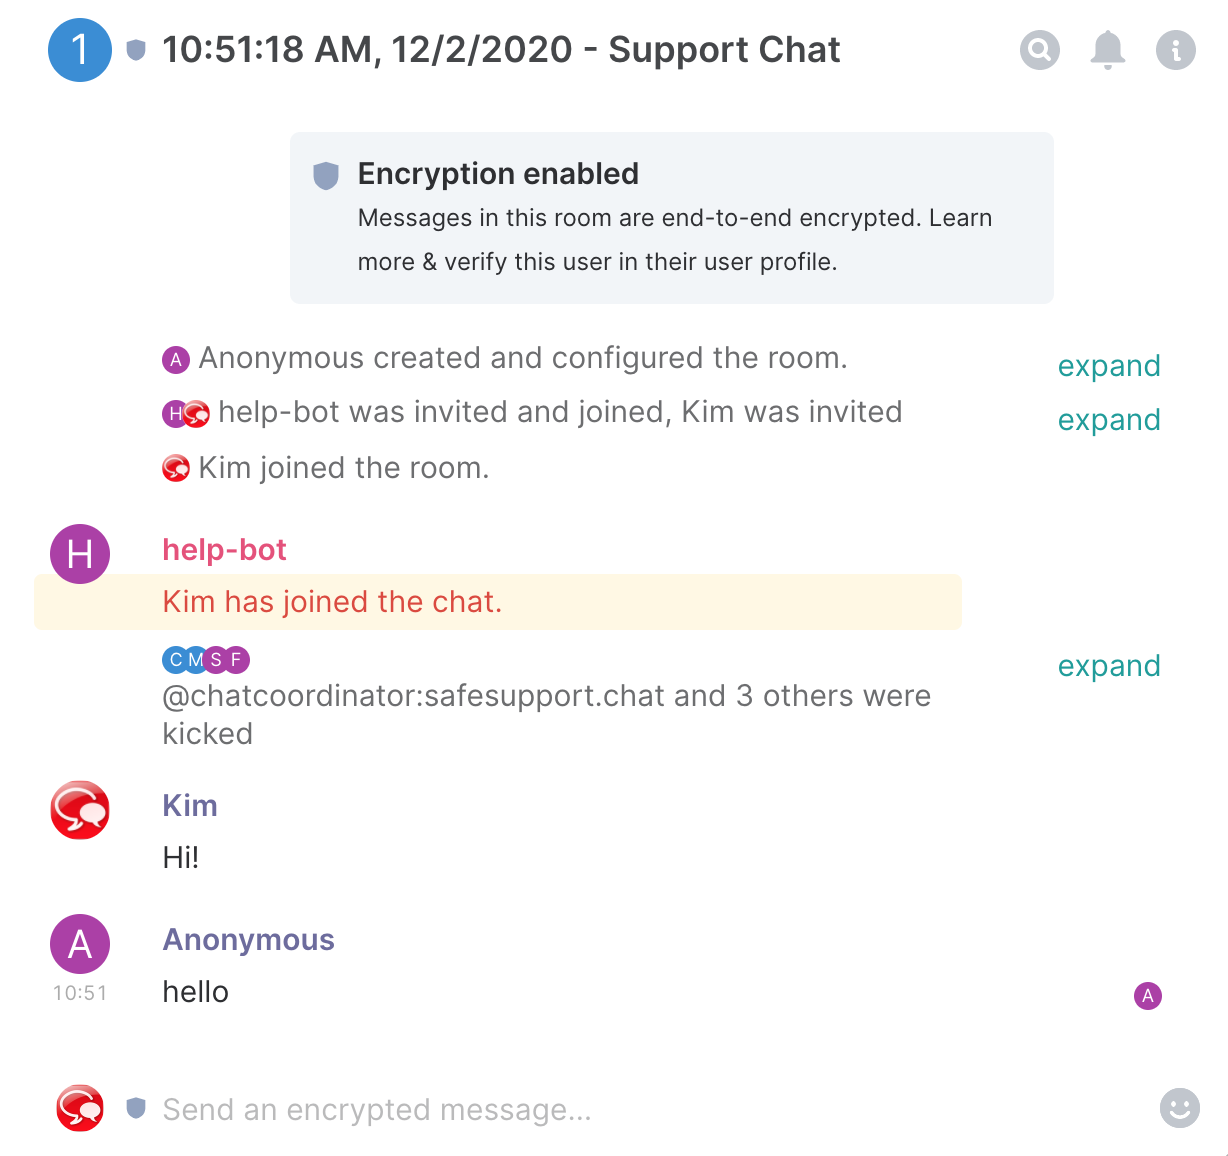 1 10:51:18 AM, 12/2/2020 - Support Chat
Encryption enabled
Messages in this room are end-to-end encrypted. Learn
more & verify this user in their user profile.
A Anonymous created and configured the room. expand
H help-bot was invited and joined, Kim was invited expand
Kim joined the room.
H help-bot
Kim has joined the chat.
C M S F expand
@chatcoordinator:safesupport.chat and 3 others were
kicked
Kim
Hi!
A Anonymous
10:51 hello A
Send an encrypted message...